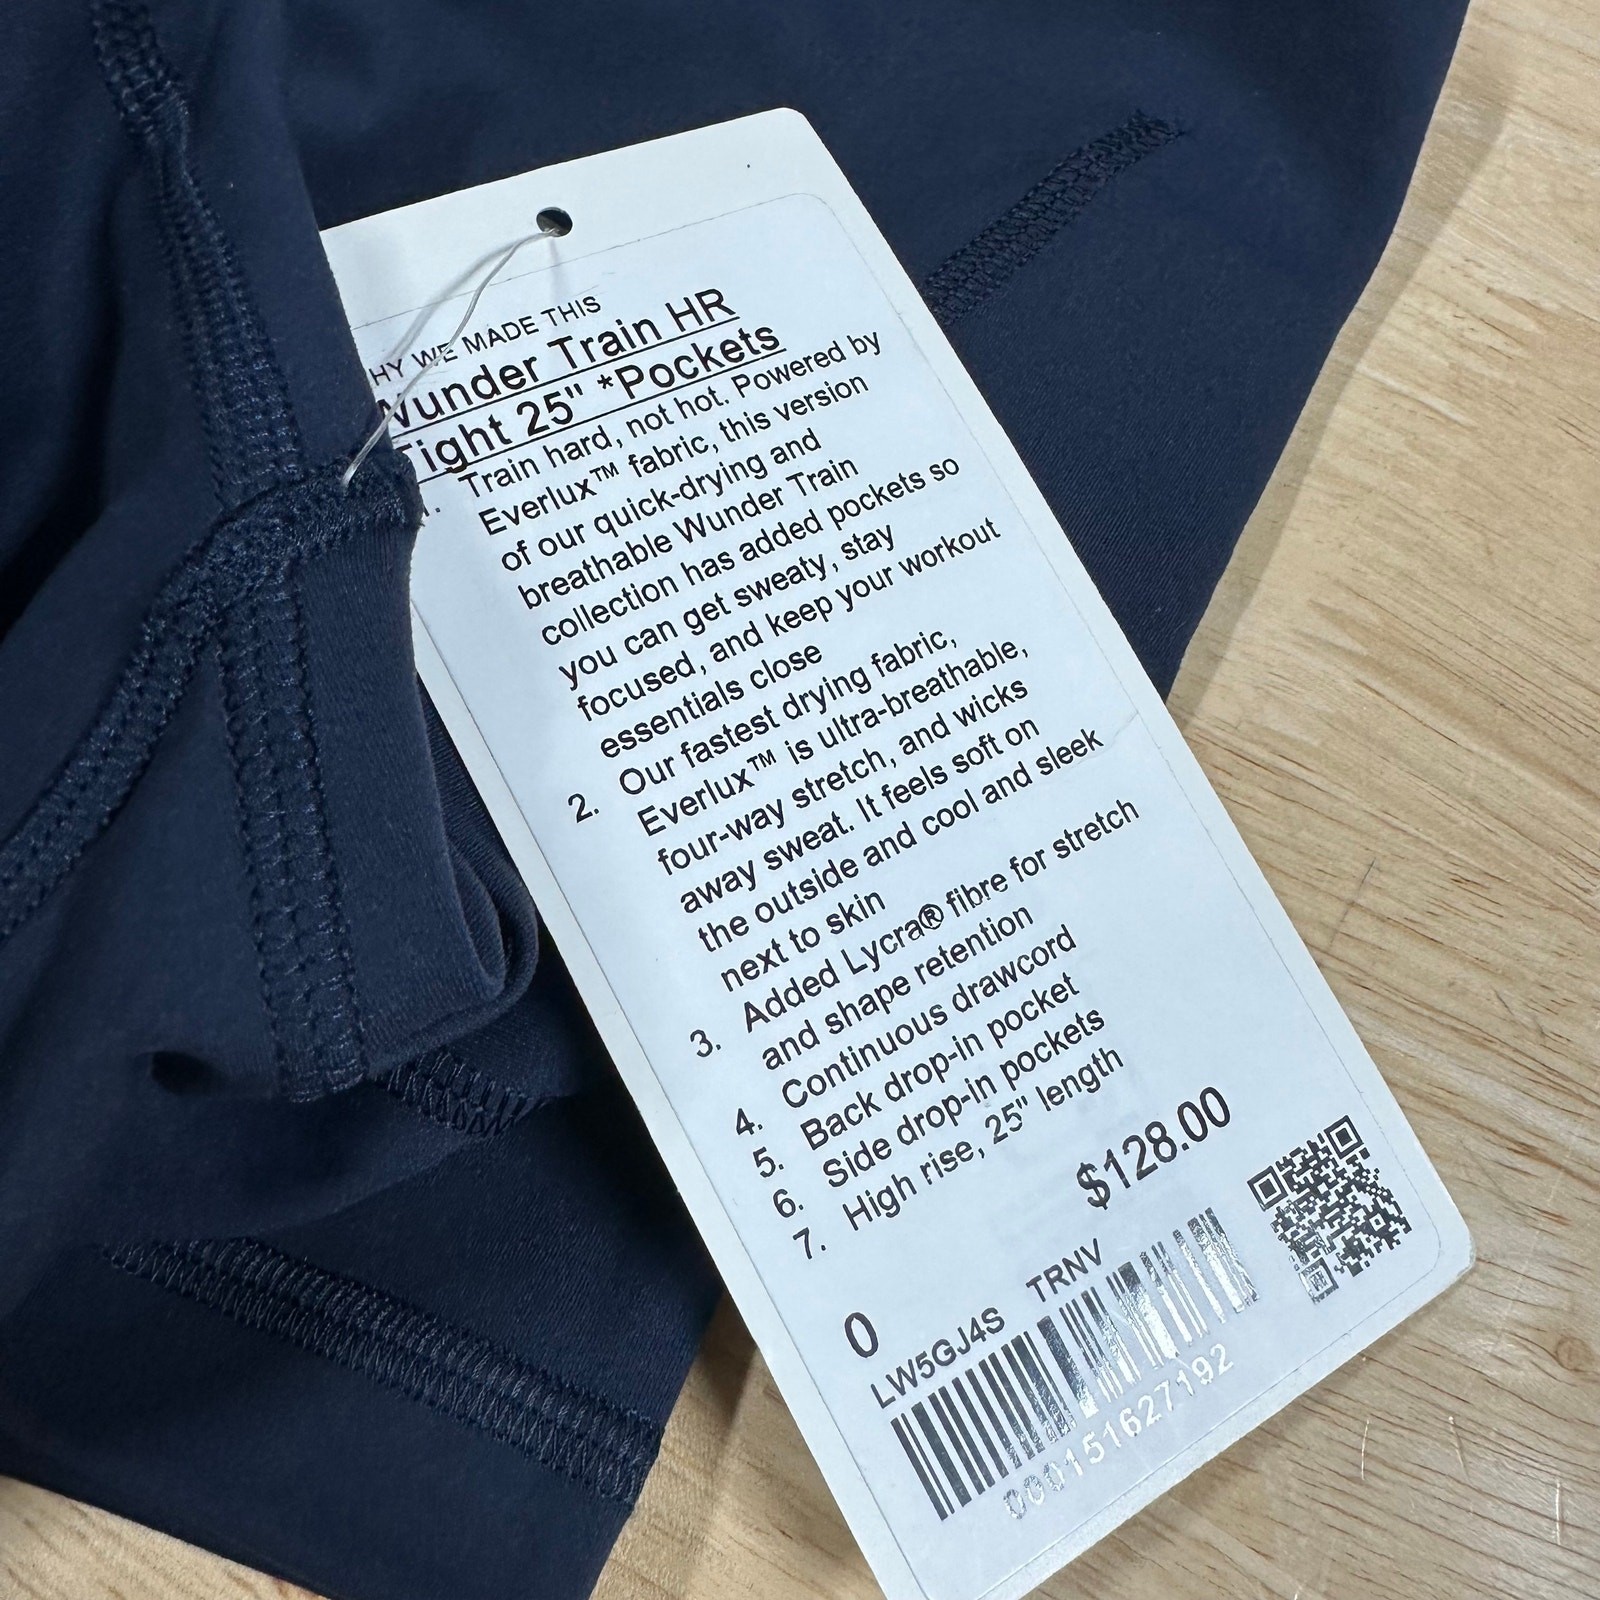 HY WE MADE THIS
Wunder Train HR
Tight 25" *Pockets
1. Train hard, not hot. Powered by
Everlux™ fabric, this version
of our quick-drying and
breathable Wunder Train
collection has added pockets so
you can get sweaty, stay
focused, and keep your workout
essentials close
2. Our fastest drying fabric,
Everlux™ is ultra-breathable,
four-way stretch, and wicks
away sweat. It feels soft on
the outside and cool and sleek
next to skin
3. Added Lycra® fibre for stretch
and shape retention
4. Continuous drawcord
5. Back drop-in pocket
6. Side drop-in pockets
7. High rise, 25" length
$128.00
0
LW5GJ4S TRNV
000151627192